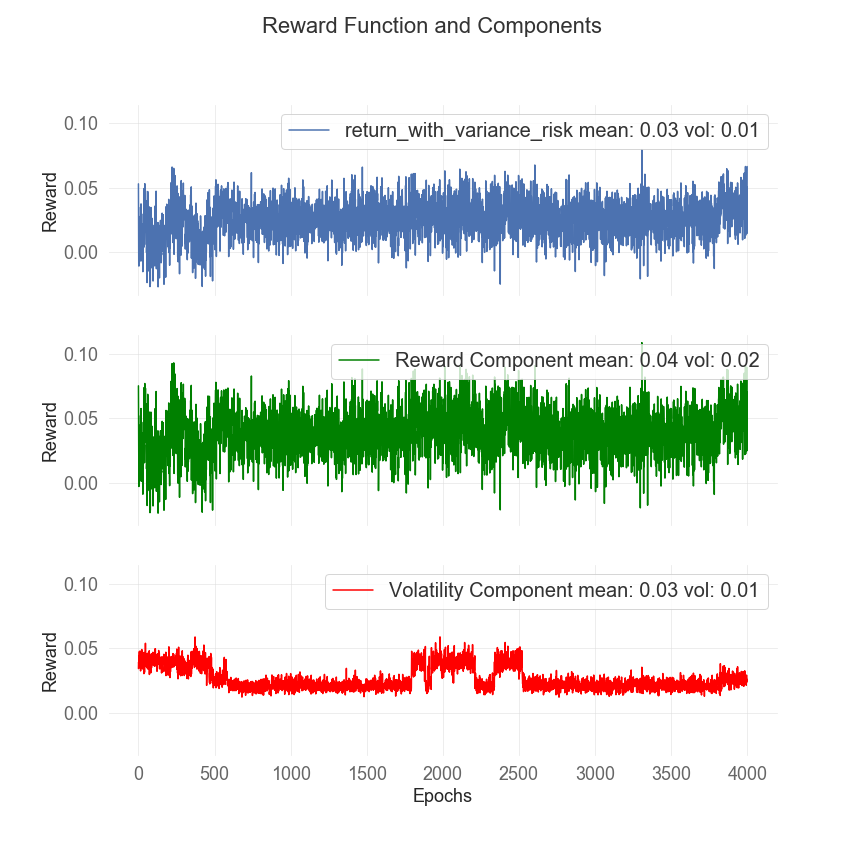 Reward Function and Components
0.10
0.05
0.00
Reward
return_with_variance_risk mean: 0.03 vol: 0.01
0.10
0.05
0.00
Reward
Reward Component mean: 0.04 vol: 0.02
0.10
0.05
0.00
Reward
Volatility Component mean: 0.03 vol: 0.01
0 500 1000 1500 2000 2500 3000 3500 4000
Epochs